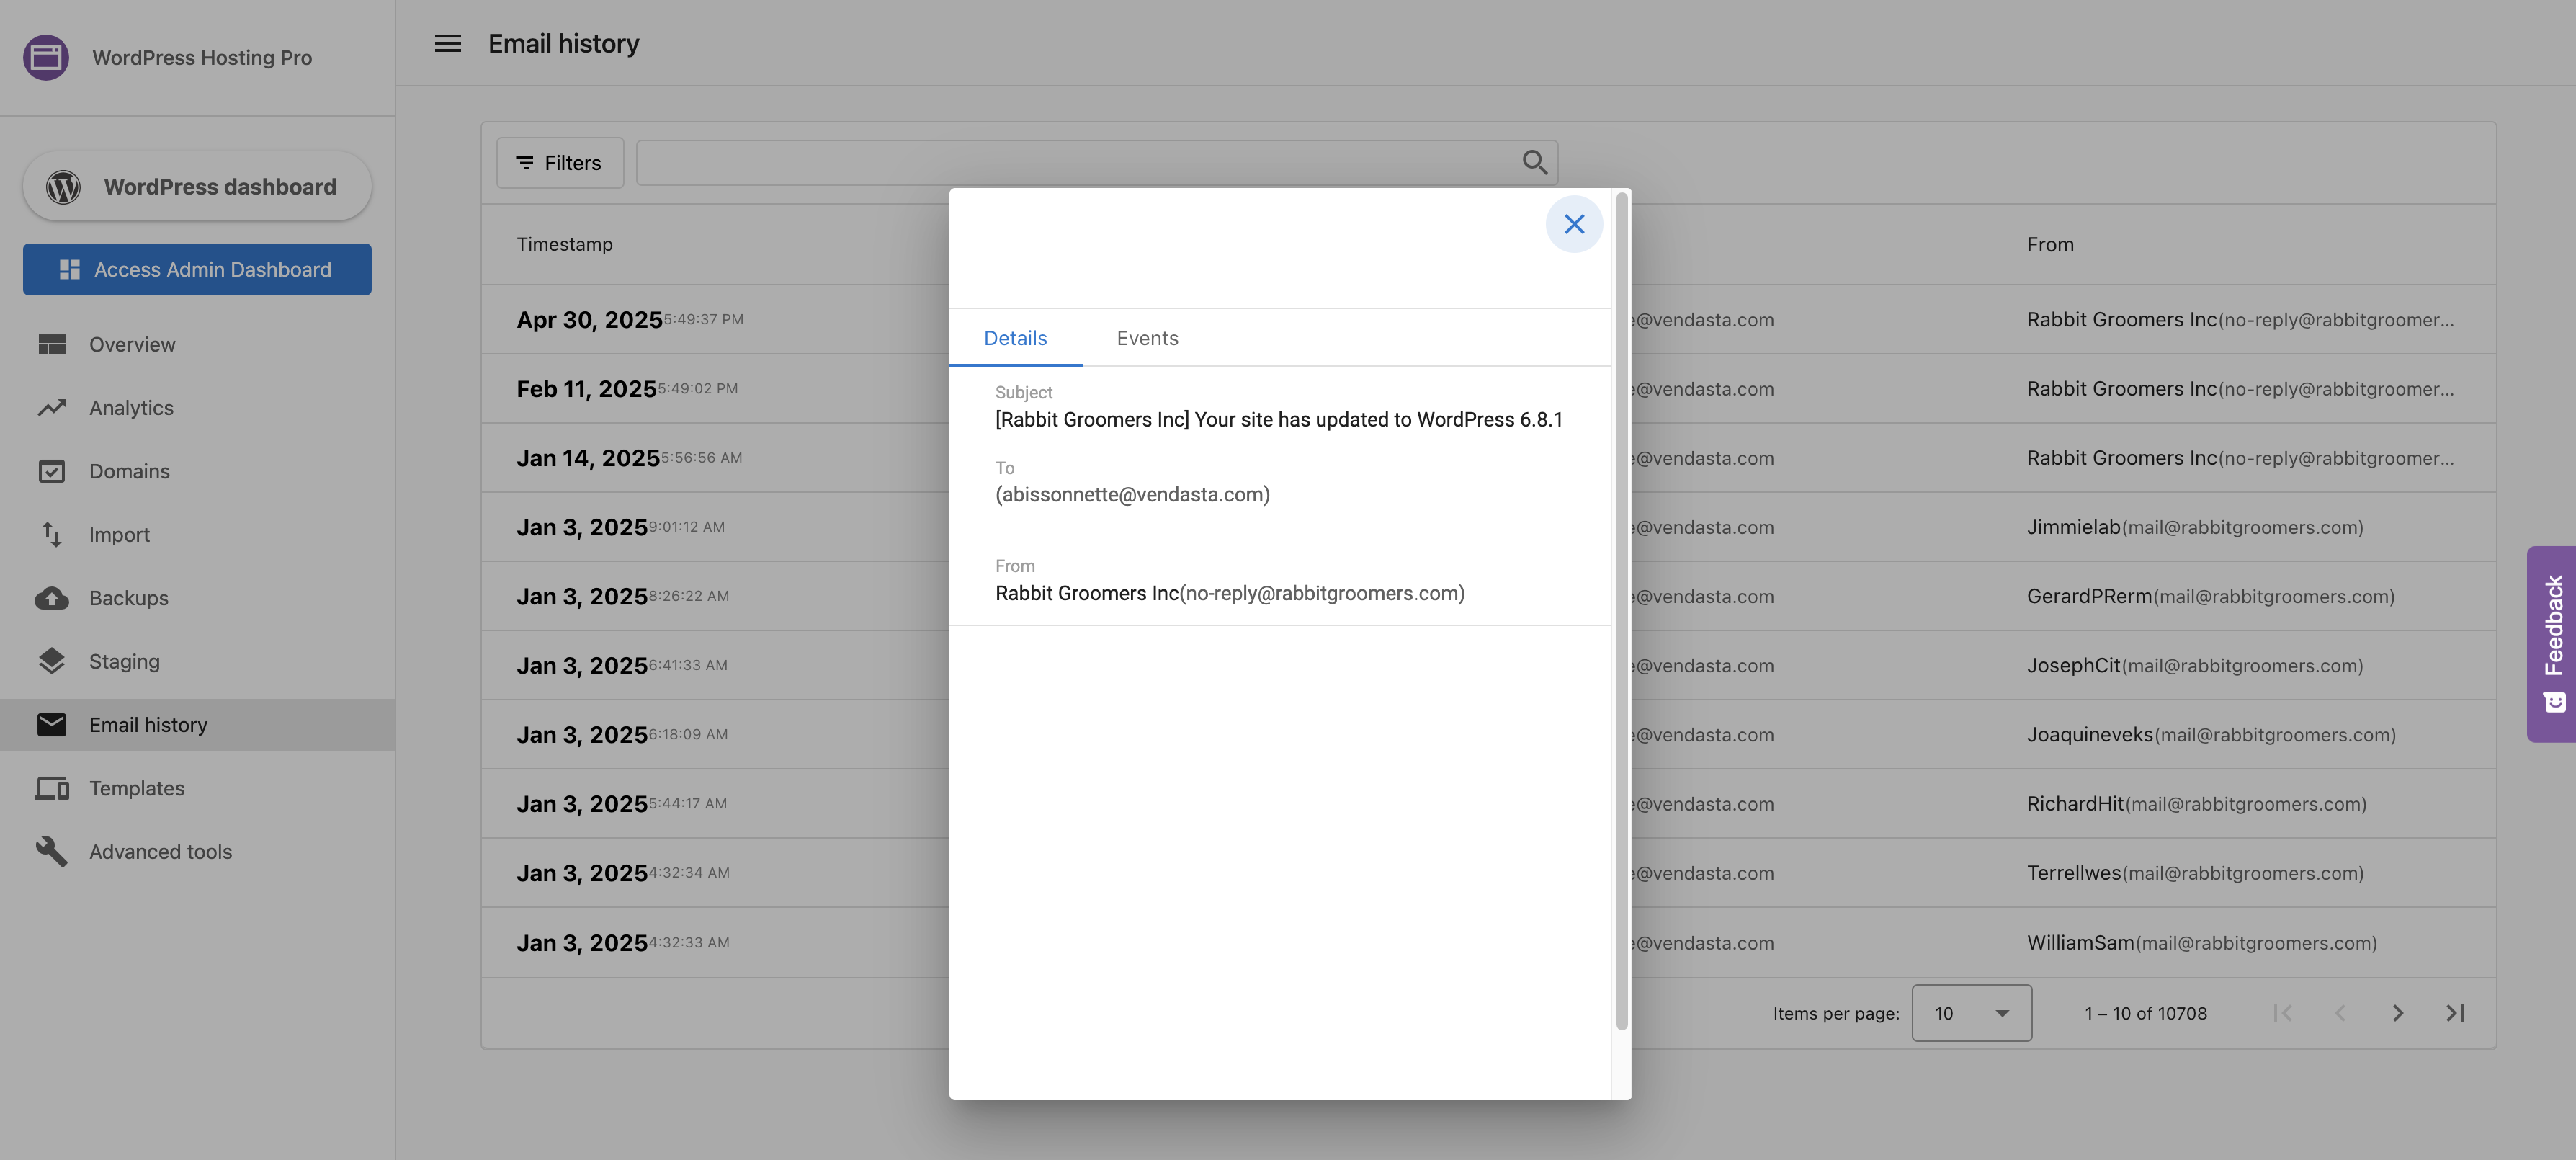 WordPress Hosting Pro
WordPress dashboard
Access Admin Dashboard
Overview
Analytics
Domains
Import
Backups
Staging
Email history
Templates
Advanced tools
Email history
Filters
Timestamp
From
Apr 30, 2025 5:49:37 PM
@vendasta.com
Rabbit Groomers Inc(no-reply@rabbitgroomer...
Feb 11, 2025 5:49:02 PM
@vendasta.com
Rabbit Groomers Inc(no-reply@rabbitgroomer...
Jan 14, 2025 5:56:56 AM
@vendasta.com
Rabbit Groomers Inc(no-reply@rabbitgroomer...
Jan 3, 2025 9:01:12 AM
@vendasta.com
Jimmielab(mail@rabbitgroomers.com)
Jan 3, 2025 8:26:22 AM
@vendasta.com
GerardPRerm(mail@rabbitgroomers.com)
Jan 3, 2025 6:41:33 AM
@vendasta.com
JosephCit(mail@rabbitgroomers.com)
Jan 3, 2025 6:18:09 AM
@vendasta.com
Joaquineveks(mail@rabbitgroomers.com)
Jan 3, 2025 5:44:17 AM
@vendasta.com
RichardHit(mail@rabbitgroomers.com)
Jan 3, 2025 4:32:34 AM
@vendasta.com
Terrellwes(mail@rabbitgroomers.com)
Jan 3, 2025 4:32:33 AM
@vendasta.com
WilliamSam(mail@rabbitgroomers.com)
Items per page: 10
1 – 10 of 10708
Details
Events
Subject
[Rabbit Groomers Inc] Your site has updated to WordPress 6.8.1
To
(abissonnette@vendasta.com)
From
Rabbit Groomers Inc(no-reply@rabbitgroomers.com)
Feedback